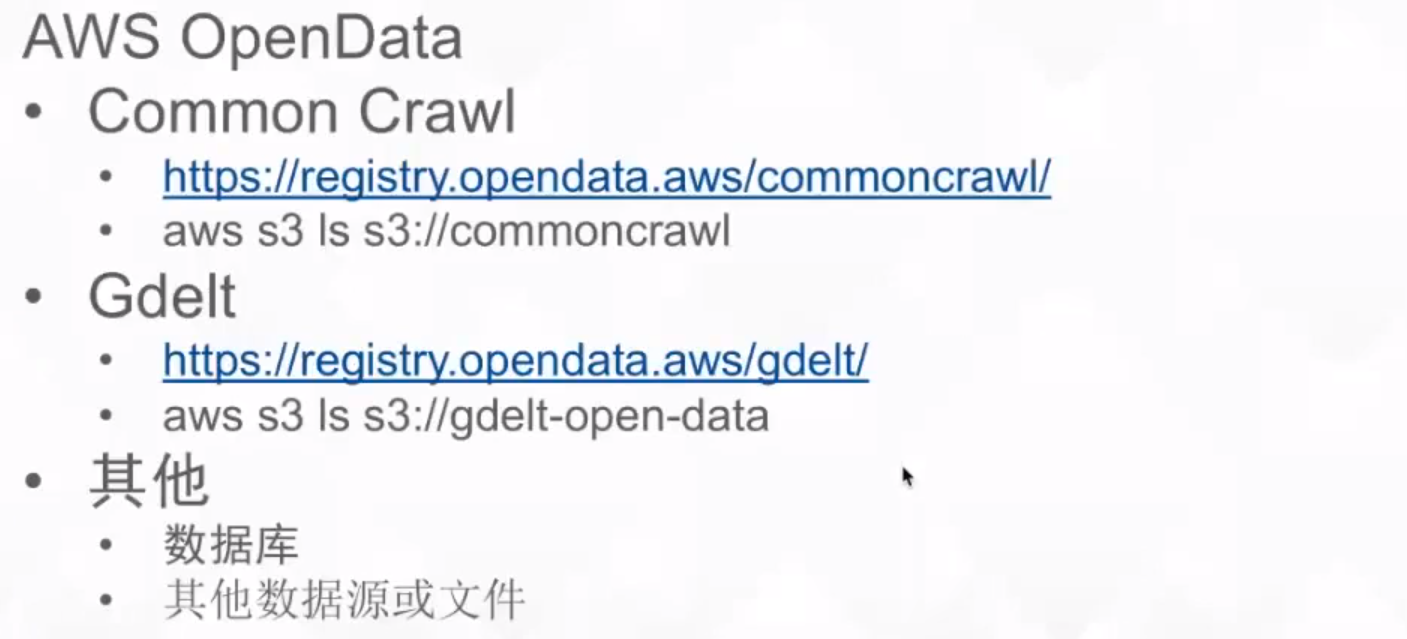 AWS OpenData
• Common Crawl
• https://registry.opendata.aws/commoncrawl/
• aws s3 ls s3://commoncrawl
• Gdelt
• https://registry.opendata.aws/gdelt/
• aws s3 ls s3://gdelt-open-data
• 其他
• 数据库
• 其他数据源或文件